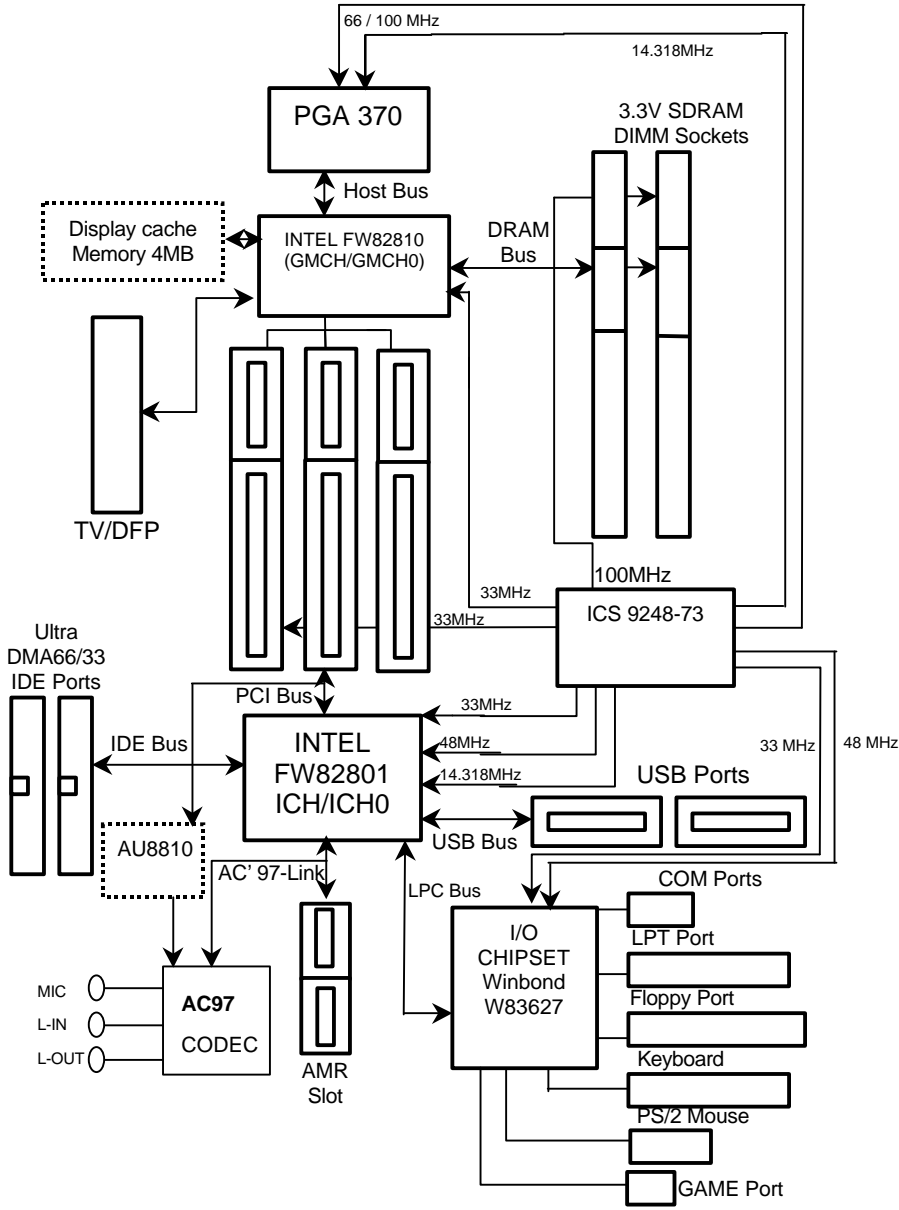 66 / 100 MHz
14.318MHz
PGA 370
3.3V SDRAM
DIMM Sockets
Host Bus
Display cache
Memory 4MB
INTEL FW82810
(GMCH/GMCH0)
DRAM
Bus
TV/DFP
100MHz
33MHz
ICS 9248-73
33MHz
Ultra
DMA66/33
IDE Ports
PCI Bus
33MHz
IDE Bus
INTEL
FW82801
ICH/ICH0
48MHz
33 MHz
48 MHz
14.318MHz
USB Ports
USB Bus
AU8810
AC' 97-Link
LPC Bus
COM Ports
I/O
CHIPSET
Winbond
W83627
LPT Port
Floppy Port
MIC
AC97
L-IN
CODEC
L-OUT
AMR
Slot
Keyboard
PS/2 Mouse
GAME Port